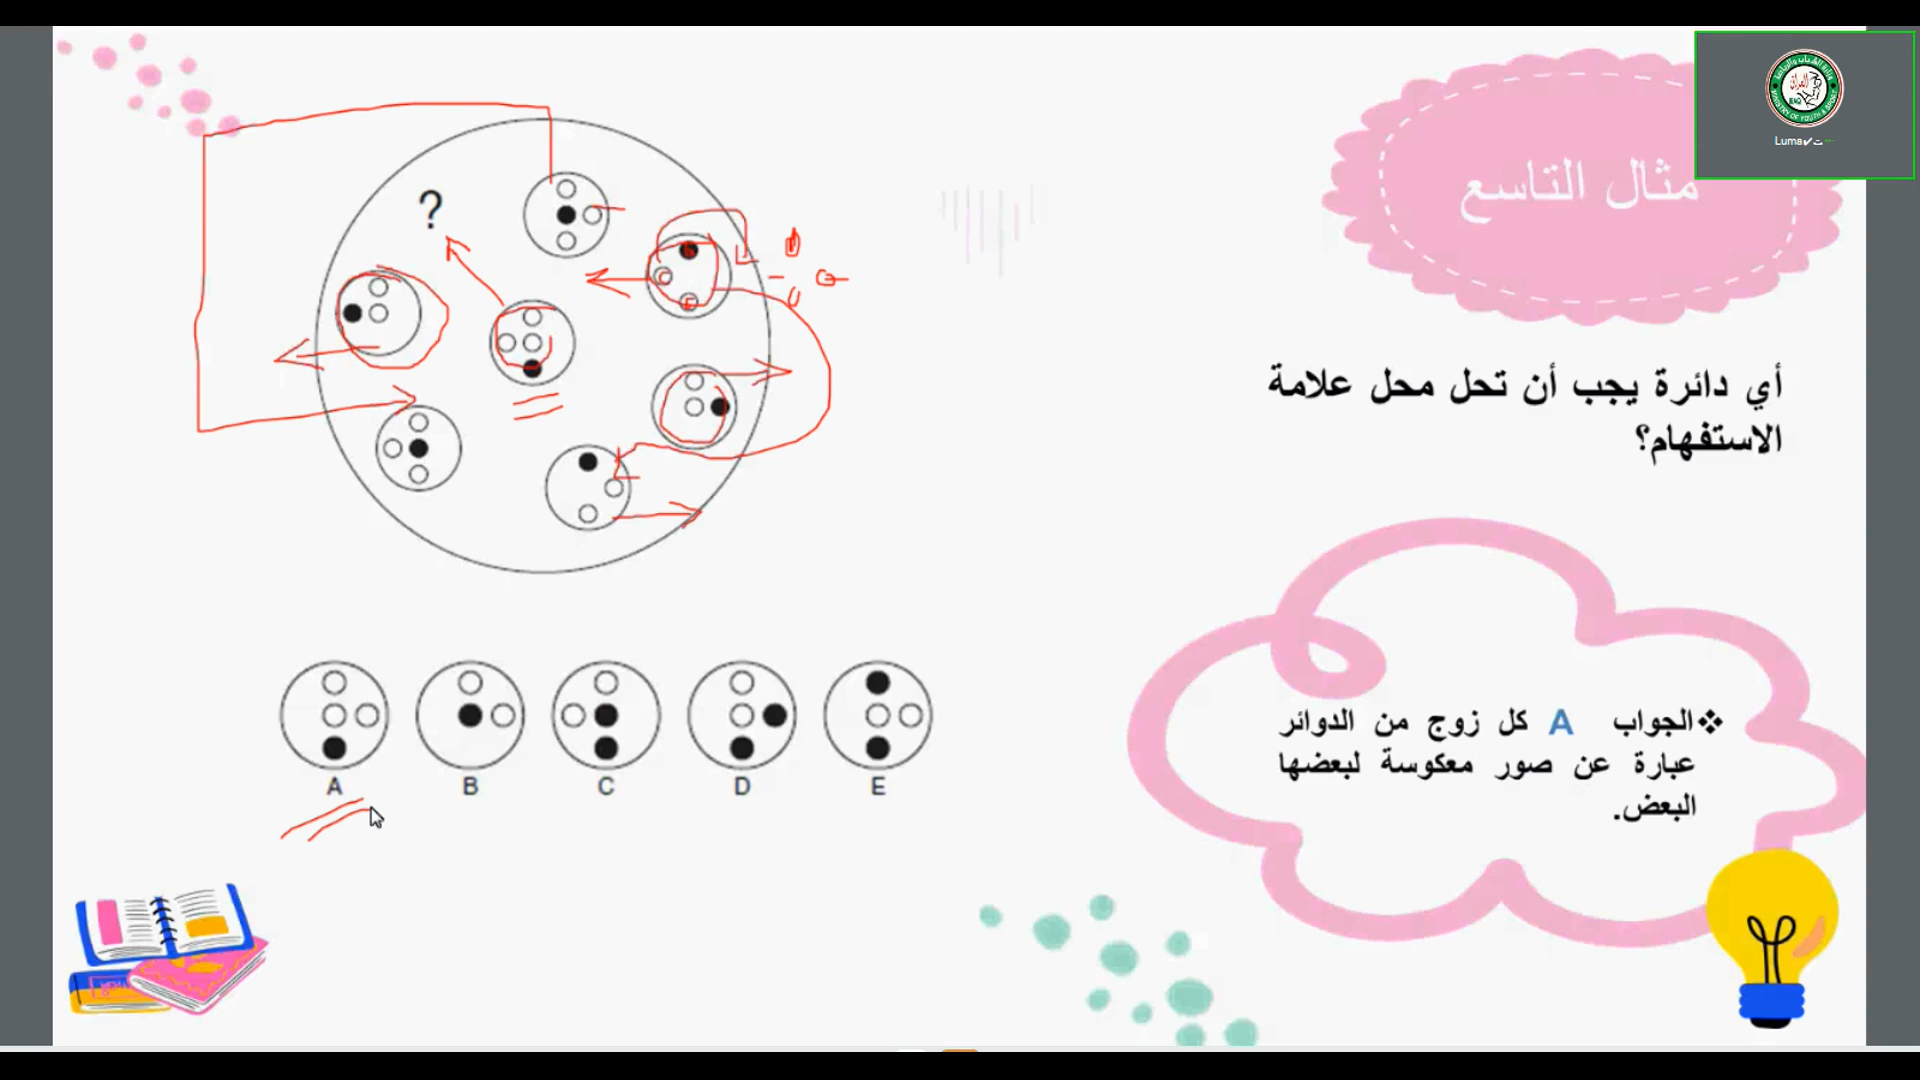 مثال التاسع
Luma✓ت
?
أي دائرة يجب أن تحل محل علامة
الاستفهام؟
A B C D E
❖الجواب A كل زوج من الدوائر
عبارة عن صور معكوسة لبعضها
البعض.